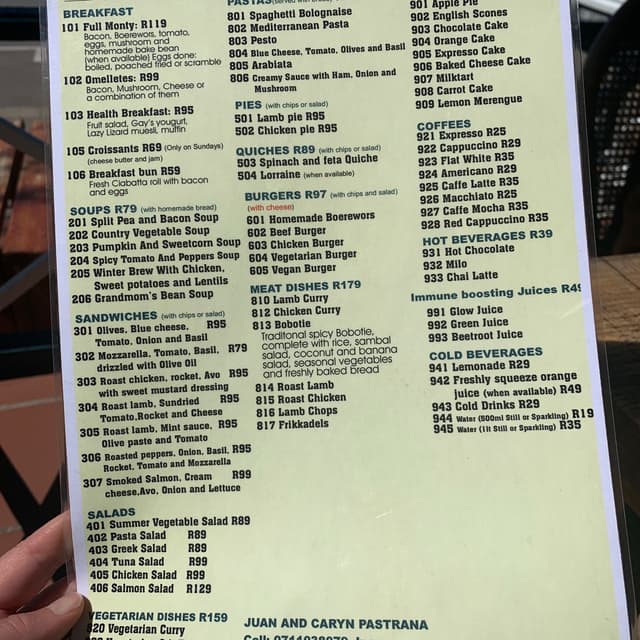 BREAKFAST
101 Full Monty: R119
Bacon, Boerewors, tomato,
eggs, mushroom and
homemade bake bean
(when available) Eggs done:
boiled, poached fried or scramble
102 Omelletes: R99
Bacon, Mushroom, Cheese or
a combination of them
103 Health Breakfast: R95
Fruit salad, Gay's yougurt,
Lazy Lizard muesli, muffin
105 Croissants R69 (Only on Sundays)
(cheese butter and jam)
106 Breakfast bun R59
Fresh Ciabatta roll with bacon
and eggs
SOUPS R79 (with homemade bread)
201 Split Pea and Bacon Soup
202 Country Vegetable Soup
203 Pumpkin And Sweetcorn Soup
204 Spicy Tomato And Peppers Soup
205 Winter Brew With Chicken,
Sweet potatoes and Lentils
206 Grandmom's Bean Soup
SANDWICHES (with chips or salad)
301 Olives, Blue cheese, R95
Tomato, Onion and Basil
302 Mozzarella, Tomato, Basil, R79
drizzled with Olive Oil
303 Roast chicken, rocket, Avo R95
with sweet mustard dressing
304 Roast lamb, Sundried R95
Tomato,Rocket and Cheese
305 Roast lamb, Mint sauce, R95
Olive paste and Tomato
306 Roasted peppers, Onion, Basil, R95
Rocket, Tomato and Mozzarella
307 Smoked Salmon, Cream R99
cheese,Avo, Onion and Lettuce
SALADS
401 Summer Vegetable Salad R89
402 Pasta Salad R89
403 Greek Salad R89
404 Tuna Salad R99
405 Chicken Salad R99
406 Salmon Salad R129
VEGETARIAN DISHES R159
820 Vegetarian Curry
PASTAS
801 Spaghetti Bolognaise
802 Mediterranean Pasta
803 Pesto
804 Blue Cheese, Tomato, Olives and Basil
805 Arabiata
806 Creamy Sauce with Ham, Onion and
Mushroom
PIES (with chips or salad)
501 Lamb pie R95
502 Chicken pie R95
QUICHES R89 (with chips or salad)
503 Spinach and feta Quiche
504 Lorraine (when available)
BURGERS R97 (with chips and salad)
(with cheese)
601 Homemade Boerewors
602 Beef Burger
603 Chicken Burger
604 Vegetarian Burger
605 Vegan Burger
MEAT DISHES R179
810 Lamb Curry
812 Chicken Curry
813 Bobotie
Traditonal spicy Bobotie,
complete with rice, sambal
salad, coconut and banana
salad, seasonal vegetables
and freshly baked bread
814 Roast Lamb
815 Roast Chicken
816 Lamb Chops
817 Frikkadels
JUAN AND CARYN PASTRANA
901 Apple Pie
902 English Scones
903 Chocolate Cake
904 Orange Cake
905 Expresso Cake
906 Baked Cheese Cake
907 Milktart
908 Carrot Cake
909 Lemon Merengue
COFFEES
921 Expresso R25
922 Cappuccino R29
923 Flat White R35
924 Americano R29
925 Caffe Latte R35
926 Macchiato R25
927 Caffe Mocha R35
928 Red Cappuccino R35
HOT BEVERAGES R39
931 Hot Chocolate
932 Milo
933 Chai Latte
Immune boosting Juices R49
991 Glow Juice
992 Green Juice
993 Beetroot Juice
COLD BEVERAGES
941 Lemonade R29
942 Freshly squeeze orange
juice (when available) R49
943 Cold Drinks R29
944 Water (500ml Still or Sparkling) R19
945 Water (1lt Still or Sparkling) R35